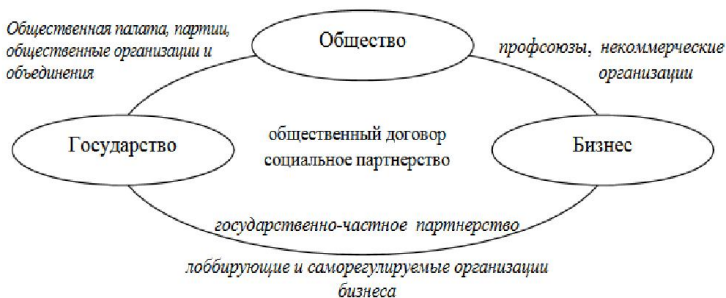 Общественная палата, партии,
общественные организации и
объединения
Общество
профсоюзы, некоммерческие
организации
Государство
общественный договор
социальное партнерство
Бизнес
государственно-частное партнерство
лоббирующие и саморегулируемые организации
бизнеса